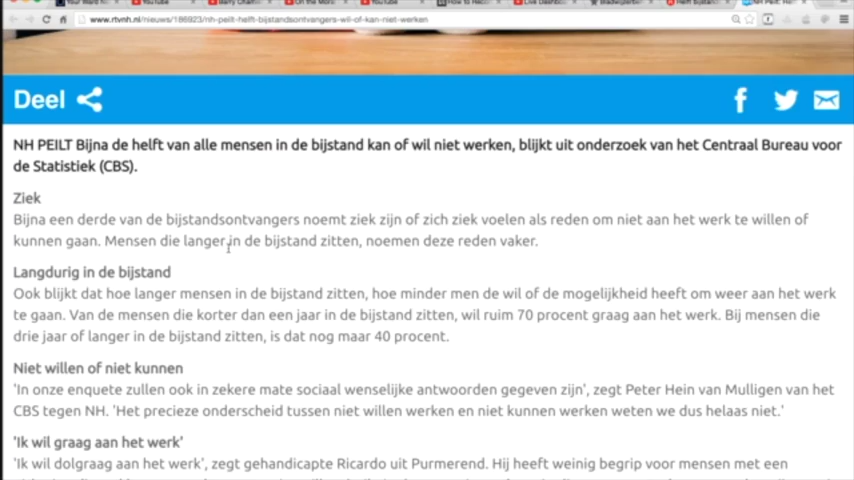 YouTube
YouTube
www.rtvnh.nl/nieuws/186923/nh-peilt-helft-bijstandsontvangers-wil-of-kan-niet-werken
Deel
NH PEILT Bijna de helft van alle mensen in de bijstand kan of wil niet werken, blijkt uit onderzoek van het Centraal Bureau voor
de Statistiek (CBS).
Ziek
Bijna een derde van de bijstandsontvangers noemt ziek zijn of zich ziek voelen als reden om niet aan het werk te willen of
kunnen gaan. Mensen die langer in de bijstand zitten, noemen deze reden vaker.
Langdurig in de bijstand
Ook blijkt dat hoe langer mensen in de bijstand zitten, hoe minder men de wil of de mogelijkheid heeft om weer aan het werk
te gaan. Van de mensen die korter dan een jaar in de bijstand zitten, wil ruim 70 procent graag aan het werk. Bij mensen die
drie jaar of langer in de bijstand zitten, is dat nog maar 40 procent.
Niet willen of niet kunnen
'In onze enquete zullen ook in zekere mate sociaal wenselijke antwoorden gegeven zijn', zegt Peter Hein van Mulligen van het
CBS tegen NH. 'Het precieze onderscheid tussen niet willen werken en niet kunnen werken weten we dus helaas niet.'
'Ik wil graag aan het werk'
'Ik wil dolgraag aan het werk', zegt gehandicapte Ricardo uit Purmerend. Hij heeft weinig begrip voor mensen met een